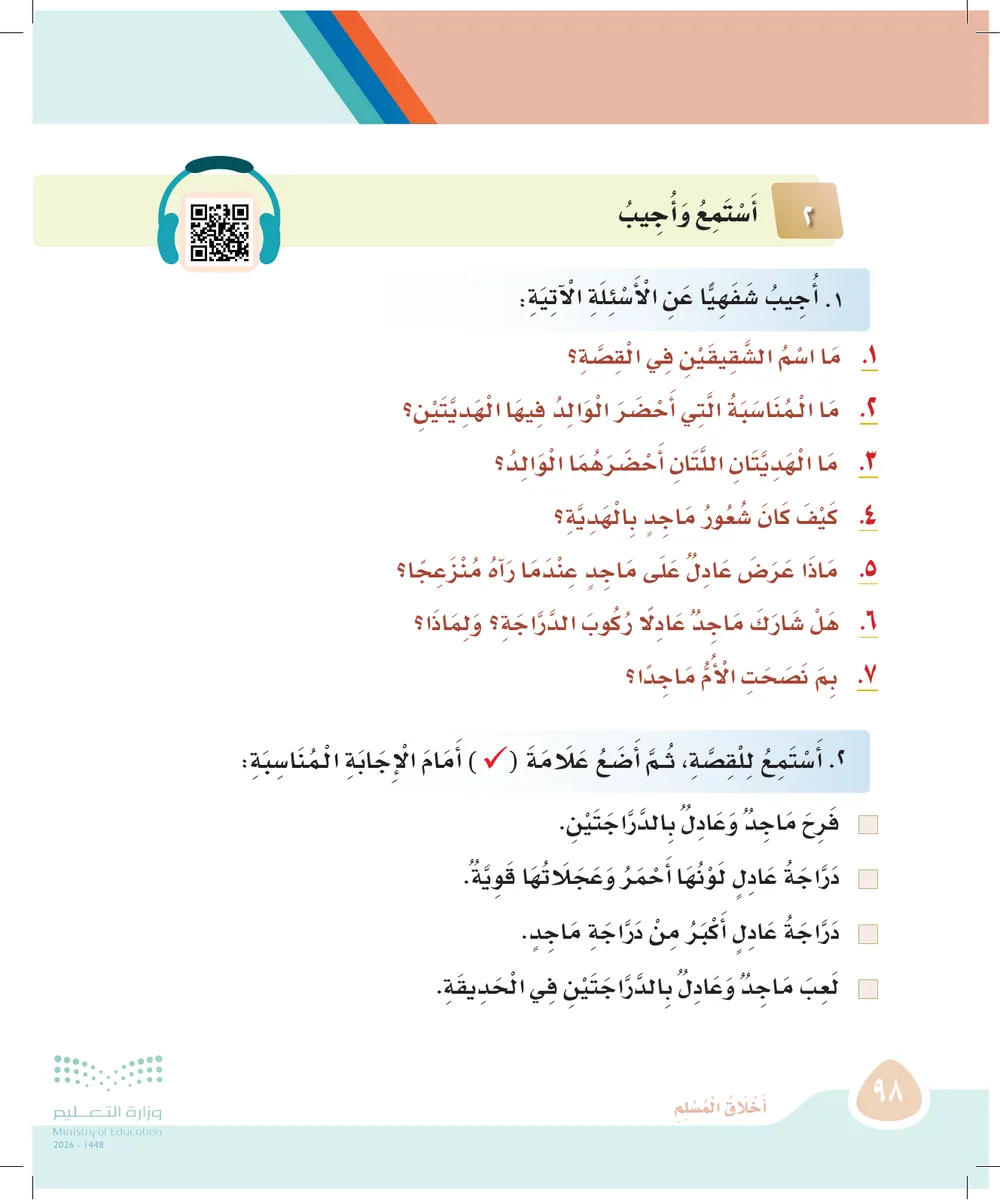 ٢
أَسْتَمِعُ وَأُجِيبُ
١. أُجِيبُ شَفَهِيًّا عَنِ الْأَسْئِلَةِ الْآتِيَةِ:
١. مَا اسْمُ الشَّقِيقَيْنِ فِي الْقِصَّةِ؟
٢. مَا الْمُنَاسَبَةُ الَّتِي أَحْضَرَ الْوَالِدُ فِيهَا الْهَدِيَّتَيْنِ؟
٣. مَا الْهَدِيَّتَانِ اللَّتَانِ أَحْضَرَهُمَا الْوَالِدُ؟
٤. كَيْفَ كَانَ شُعُورُ مَاجِدٍ بِالْهَدِيَّةِ؟
٥. مَاذَا عَرَضَ عَادِلٌ عَلَى مَاجِدٍ عِنْدَمَا رَآهُ مُنْزَعِجًا؟
٦. هَلْ شَارَكَ مَاجِدٌ عَادِلًا رُكُوبَ الدَّرَّاجَةِ؟ وَلِمَاذَا؟
٧. بِمَ نَصَحَتِ الْأُمُّ مَاجِدًا؟
٢. أَسْتَمِعُ لِلْقِصَّةِ، ثُمَّ أَضَعُ عَلَامَةَ (✓) أَمَامَ الْإِجَابَةِ الْمُنَاسِبَةِ:
فَرِحَ مَاجِدٌ وَعَادِلٌ بِالدَّرَّاجَتَيْنِ.
دَرَّاجَةُ عَادِلٍ لَوْنُهَا أَحْمَرُ وَعَجَلَاتُهَا قَوِيَّةٌ.
دَرَّاجَةُ عَادِلٍ أَكْبَرُ مِنْ دَرَّاجَةِ مَاجِدٍ.
لَعِبَ مَاجِدٌ وَعَادِلٌ بِالدَّرَّاجَتَيْنِ فِي الْحَدِيقَةِ.
٩٨
أَخْلَاقُ الْمُسْلِمِ
وزارة التعـليم
Ministry of Education
2026 - 1448